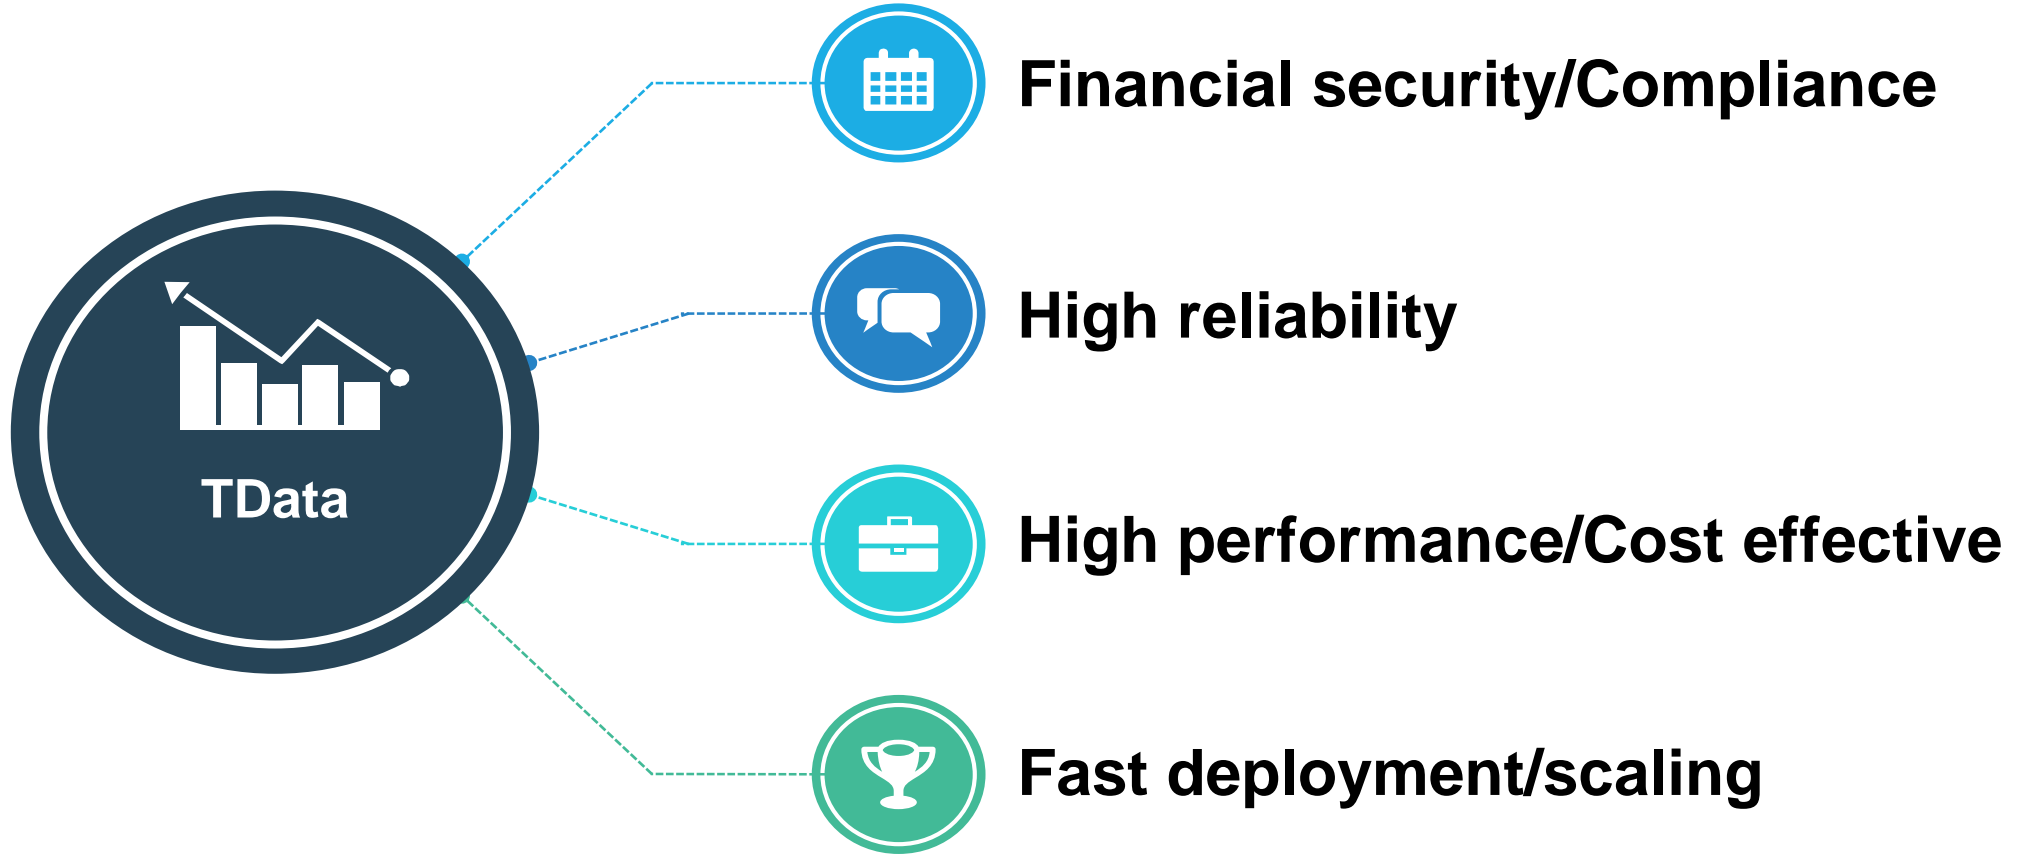 Financial security/Compliance
High reliability
TData
High performance/Cost effective
Fast deployment/scaling